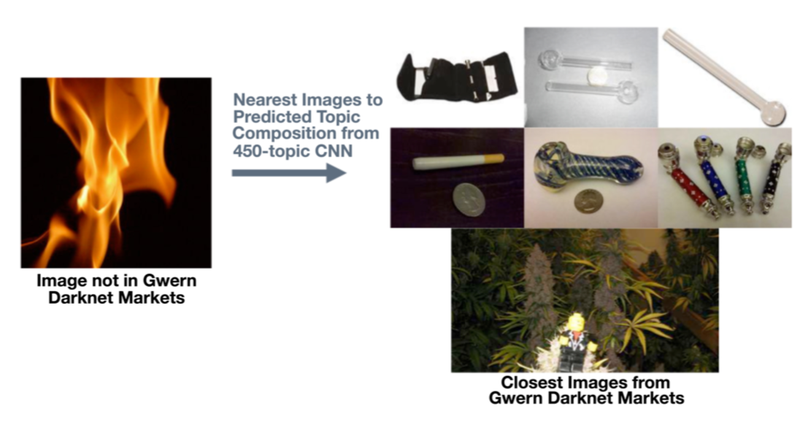 Nearest Images to
Predicted Topic
Composition from
450-topic CNN
Image not in Gwern
Darknet Markets
Closest Images from
Gwern Darknet Markets